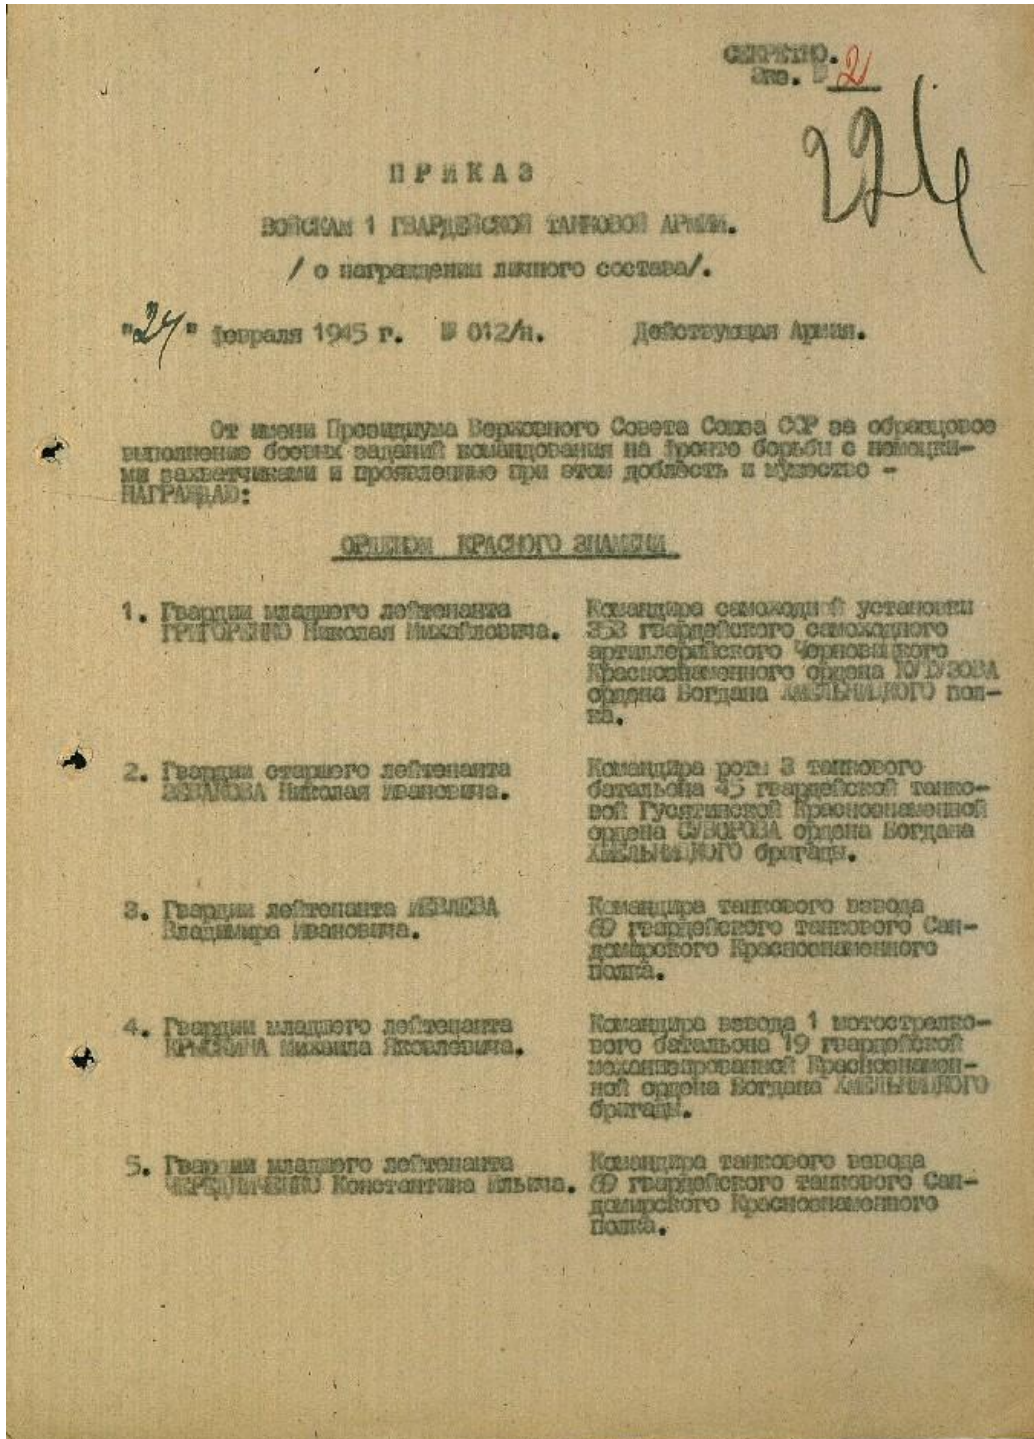 СЕКРЕТНО.
Экз. № 2
224
ПРИКАЗ
ВОЙСКАМ 1 ГВАРДЕЙСКОЙ ТАНКОВОЙ АРМИИ.
/ о награждении личного состава/.
"24" февраля 1945 г. № 012/н. Действующая Армия.
От имени Президиума Верховного Совета Союза ССР за образцовое
выполнение боевых заданий командования на фронте борьбы с немецки-
ми захватчиками и проявленные при этом доблесть и мужество -
НАГРАЖДАЮ:
ОРДЕНОМ КРАСНОГО ЗНАМЕНИ
1. Гвардии младшего лейтенанта
ГРИГОРЕНКО Николая Михайловича.
Командира самоходной установки
353 гвардейского самоходного
артиллерийского Черновицкого
Краснознаменного ордена КУТУЗОВА
ордена Богдана ХМЕЛЬНИЦКОГО пол-
ка.
2. Гвардии старшего лейтенанта
Николая Ивановича.
Командира роты 3 танкового
батальона 45 гвардейской танко-
вой Гусятинской Краснознаменной
ордена СУВОРОВА ордена Богдана
ХМЕЛЬНИЦКОГО бригады.
3. Гвардии лейтенанта ИЕВЛЕВА
Владимира Ивановича.
Командира танкового взвода
69 гвардейского танкового Сан-
домирского Краснознаменного
полка.
4. Гвардии младшего лейтенанта
КРЫСКИНА Михаила Яковлевича.
Командира взвода 1 мотострелко-
вого батальона 19 гвардейской
механизированной Краснознамен-
ной ордена Богдана ХМЕЛЬНИЦКОГО
бригады.
5. Гвардии младшего лейтенанта
ЧЕРЕДНИЧЕНКО Константина Ильича.
Командира танкового взвода
69 гвардейского танкового Сан-
домирского Краснознаменного
полка.